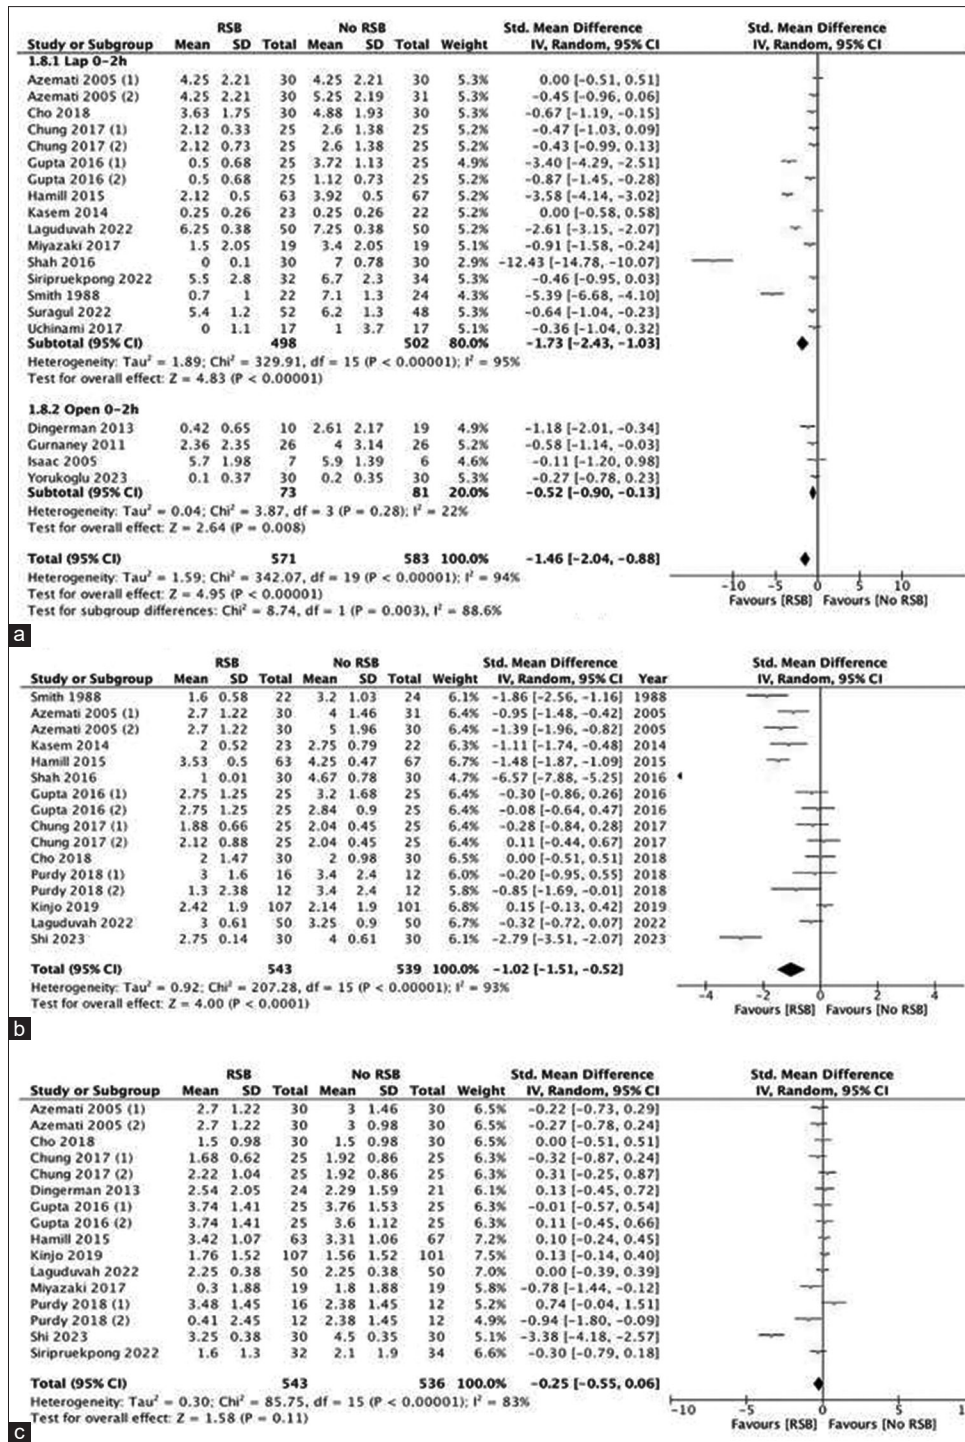 RSB No RSB Std. Mean Difference Std. Mean Difference
Study or Subgroup Mean SD Total Mean SD Total Weight IV, Random, 95% CI IV, Random, 95% CI
1.8.1 Lap 0-2h
Azemati 2005 (1) 4.25 2.21 30 4.25 2.21 30 5.3% 0.00 [-0.51, 0.51]
Azemati 2005 (2) 4.25 2.21 30 5.25 2.19 31 5.3% -0.45 [-0.96, 0.06]
Cho 2018 3.63 1.75 30 4.88 1.93 30 5.3% -0.67 [-1.19, -0.15]
Chung 2017 (1) 2.12 0.33 25 2.6 1.38 25 5.2% -0.47 [-1.03, 0.09]
Chung 2017 (2) 2.12 0.73 25 2.6 1.38 25 5.2% -0.43 [-0.99, 0.13]
Gupta 2016 (1) 0.5 0.68 25 3.72 1.13 25 4.9% -3.40 [-4.29, -2.51]
Gupta 2016 (2) 0.5 0.68 25 1.12 0.73 25 5.2% -0.87 [-1.45, -0.28]
Hamill 2015 2.12 0.5 63 3.92 0.5 67 5.2% -3.58 [-4.14, -3.02]
Kasem 2014 0.25 0.26 23 0.25 0.26 22 5.2% 0.00 [-0.58, 0.58]
Laguduvah 2022 6.25 0.38 50 7.25 0.38 50 5.2% -2.61 [-3.15, -2.07]
Miyazaki 2017 1.5 2.05 19 3.4 2.05 19 5.2% -0.91 [-1.58, -0.24]
Shah 2016 0 0.1 30 7 0.78 30 2.9% -12.43 [-14.78, -10.07]
Siripruekpong 2022 5.5 2.8 32 6.7 2.3 34 5.3% -0.46 [-0.95, 0.03]
Smith 1988 0.7 1 22 7.1 1.3 24 4.3% -5.39 [-6.68, -4.10]
Suragul 2022 5.4 1.2 52 6.2 1.3 48 5.3% -0.64 [-1.04, -0.23]
Uchinami 2017 0 1.1 17 1 3.7 17 5.1% -0.36 [-1.04, 0.32]
Subtotal (95% CI) 498 502 80.0% -1.73 [-2.43, -1.03]
Heterogeneity: Tau² = 1.89; Chi² = 329.91, df = 15 (P < 0.00001); I² = 95%
Test for overall effect: Z = 4.83 (P < 0.00001)
1.8.2 Open 0-2h
Dingerman 2013 0.42 0.65 10 2.61 2.17 19 4.9% -1.18 [-2.01, -0.34]
Gurnaney 2011 2.36 2.35 26 4 3.14 26 5.2% -0.58 [-1.14, -0.03]
Isaac 2005 5.7 1.98 7 5.9 1.39 6 4.6% -0.11 [-1.20, 0.98]
Yorukoglu 2023 0.1 0.37 30 0.2 0.35 30 5.3% -0.27 [-0.78, 0.23]
Subtotal (95% CI) 73 81 20.0% -0.52 [-0.90, -0.13]
Heterogeneity: Tau² = 0.04; Chi² = 3.87, df = 3 (P = 0.28); I² = 22%
Test for overall effect: Z = 2.64 (P = 0.008)
Total (95% CI) 571 583 100.0% -1.46 [-2.04, -0.88]
Heterogeneity: Tau² = 1.59; Chi² = 342.07, df = 19 (P < 0.00001); I² = 94%
Test for overall effect: Z = 4.95 (P < 0.00001)
Test for subgroup differences: Chi² = 8.74, df = 1 (P = 0.003), I² = 88.6%
-10 -5 0 5 10
Favours [RSB] Favours [No RSB]
a
RSB No RSB Std. Mean Difference Std. Mean Difference
Study or Subgroup Mean SD Total Mean SD Total Weight IV, Random, 95% CI Year IV, Random, 95% CI
Smith 1988 1.6 0.58 22 3.2 1.03 24 6.1% -1.86 [-2.56, -1.16] 1988
Azemati 2005 (1) 2.7 1.22 30 4 1.46 31 6.4% -0.95 [-1.48, -0.42] 2005
Azemati 2005 (2) 2.7 1.22 30 5 1.96 30 6.4% -1.39 [-1.96, -0.82] 2005
Kasem 2014 2 0.52 23 2.75 0.79 22 6.3% -1.11 [-1.74, -0.48] 2014
Hamill 2015 3.53 0.5 63 4.25 0.47 67 6.6% -1.48 [-1.87, -1.09] 2015
Shah 2016 1 0.01 30 4.67 0.78 30 4.7% -6.57 [-7.88, -5.25] 2016
Gupta 2016 (1) 2.75 1.25 25 3.2 1.68 25 6.4% -0.30 [-0.86, 0.26] 2016
Gupta 2016 (2) 2.75 1.25 25 2.84 0.9 25 6.4% -0.08 [-0.64, 0.47] 2016
Chung 2017 (1) 1.88 0.66 25 2.04 0.45 25 6.4% -0.28 [-0.84, 0.28] 2017
Chung 2017 (2) 2.12 0.88 25 2.04 0.45 25 6.4% 0.11 [-0.44, 0.67] 2017
Cho 2018 2 1.47 30 2 0.98 30 6.4% 0.00 [-0.51, 0.51] 2018
Purdy 2018 (1) 3 1.6 16 3.4 2.4 12 6.0% -0.20 [-0.95, 0.55] 2018
Purdy 2018 (2) 1.3 2.38 12 3.4 2.4 12 5.8% -0.85 [-1.69, -0.01] 2018
Kinjo 2019 2.42 1.9 107 2.14 1.9 101 6.7% 0.15 [-0.13, 0.42] 2019
Laguduvah 2022 3 0.61 50 3.25 0.9 50 6.7% -0.32 [-0.72, 0.07] 2022
Shi 2023 2.75 0.14 30 4 0.61 30 6.1% -2.79 [-3.51, -2.07] 2023
Total (95% CI) 543 539 100.0% -1.02 [-1.51, -0.52]
Heterogeneity: Tau² = 0.92; Chi² = 207.28, df = 15 (P < 0.00001); I² = 93%
Test for overall effect: Z = 4.00 (P < 0.0001)
-4 -2 0 2 4
Favours [RSB] Favours [No RSB]
b
RSB No RSB Std. Mean Difference Std. Mean Difference
Study or Subgroup Mean SD Total Mean SD Total Weight IV, Random, 95% CI IV, Random, 95% CI
Azemati 2005 (1) 2.7 1.22 30 3 1.46 30 6.5% -0.22 [-0.73, 0.29]
Azemati 2005 (2) 2.7 1.22 30 3 0.98 30 6.5% -0.27 [-0.78, 0.24]
Cho 2018 1.5 0.98 30 1.5 0.98 30 6.5% 0.00 [-0.51, 0.51]
Chung 2017 (1) 1.68 0.62 25 1.92 0.86 25 6.3% -0.32 [-0.87, 0.24]
Chung 2017 (2) 2.22 1.04 25 1.92 0.86 25 6.3% 0.31 [-0.25, 0.87]
Dingerman 2013 2.54 2.05 24 2.29 1.59 21 6.1% 0.13 [-0.45, 0.72]
Gupta 2016 (1) 3.74 1.41 25 3.76 1.53 25 6.3% -0.01 [-0.57, 0.54]
Gupta 2016 (2) 3.74 1.41 25 3.6 1.12 25 6.3% 0.11 [-0.45, 0.66]
Hamill 2015 3.42 1.07 63 3.31 1.06 67 7.2% 0.10 [-0.24, 0.45]
Kinjo 2019 1.76 1.52 107 1.56 1.52 101 7.5% 0.13 [-0.14, 0.40]
Laguduvah 2022 2.25 0.38 50 2.25 0.38 50 7.0% 0.00 [-0.39, 0.39]
Miyazaki 2017 0.3 1.88 19 1.8 1.88 19 5.8% -0.78 [-1.44, -0.12]
Purdy 2018 (1) 3.48 1.45 16 2.38 1.45 12 5.2% 0.74 [-0.04, 1.51]
Purdy 2018 (2) 0.41 2.45 12 2.38 1.45 12 4.9% -0.94 [-1.80, -0.09]
Shi 2023 3.25 0.38 30 4.5 0.35 30 5.1% -3.38 [-4.18, -2.57]
Siripruekpong 2022 1.6 1.3 32 2.1 1.9 34 6.6% -0.30 [-0.79, 0.18]
Total (95% CI) 543 536 100.0% -0.25 [-0.55, 0.06]
Heterogeneity: Tau² = 0.30; Chi² = 85.75, df = 15 (P < 0.00001); I² = 83%
Test for overall effect: Z = 1.58 (P = 0.11)
-10 -5 0 5
Favours [RSB] Favours [No RSB]
c